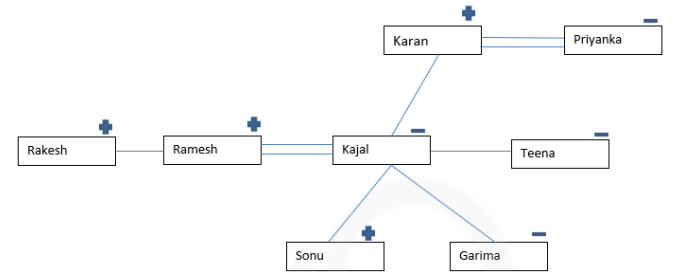 Karan
Priyanka
Rakesh
Ramesh
Kajal
Teena
Sonu
Garima